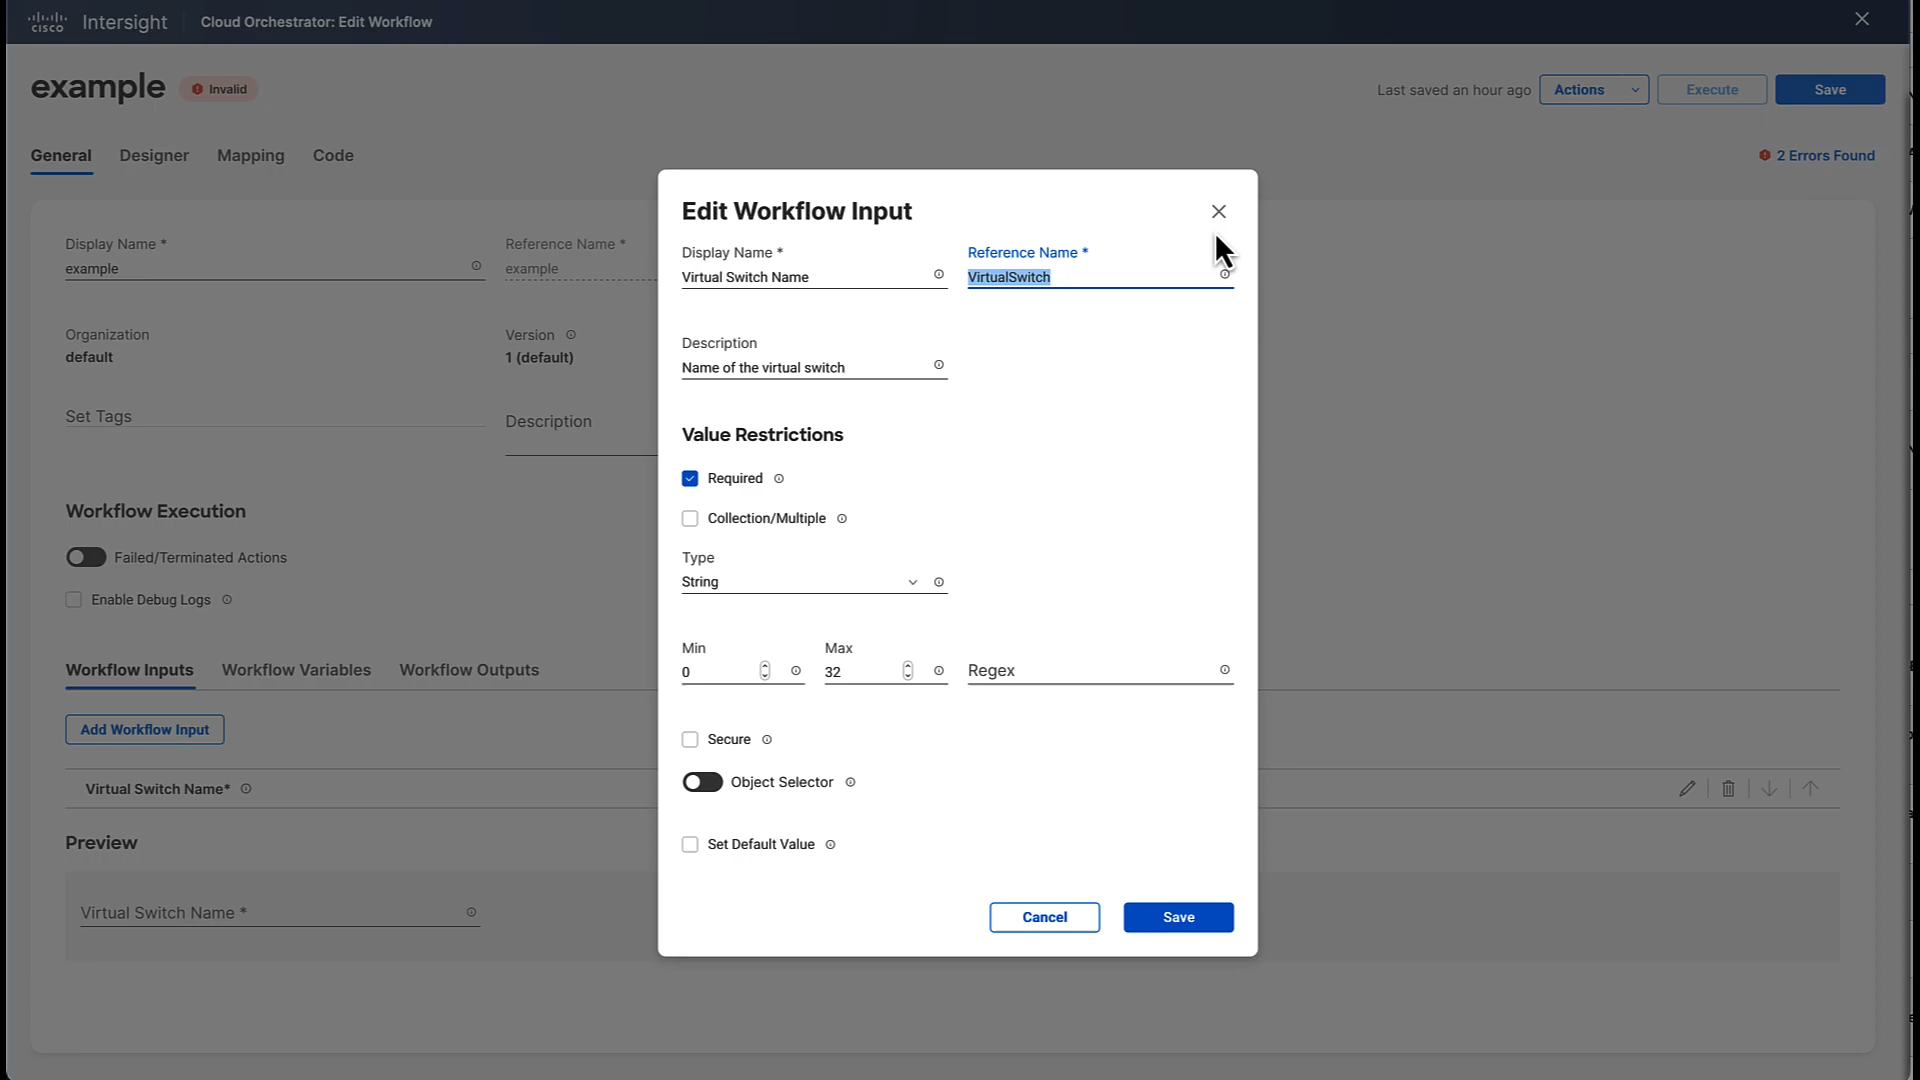 cisco Intersight Cloud Orchestrator: Edit Workflow
example Invalid Last saved an hour ago Actions Execute Save
General Designer Mapping Code 2 Errors Found
Display Name * Reference Name *
example example
Organization Version
default 1 (default)
Set Tags Description
Workflow Execution
Failed/Terminated Actions
Enable Debug Logs
Workflow Inputs Workflow Variables Workflow Outputs
Add Workflow Input
Virtual Switch Name*
Preview
Virtual Switch Name *
Edit Workflow Input
Display Name * Reference Name *
Virtual Switch Name VirtualSwitch
Description
Name of the virtual switch
Value Restrictions
Required
Collection/Multiple
Type
String
Min Max
0 32 Regex
Secure
Object Selector
Set Default Value
Cancel Save